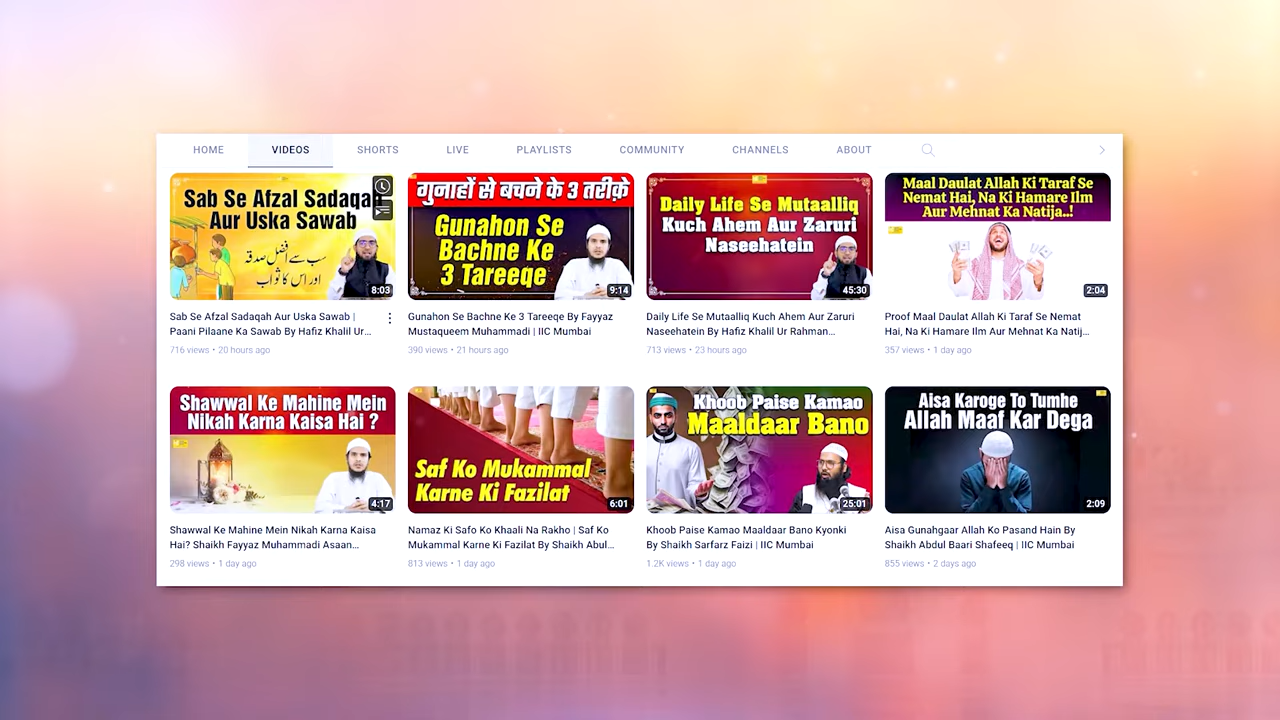 HOME
VIDEOS
SHORTS
LIVE
PLAYLISTS
COMMUNITY
CHANNELS
ABOUT
Sab Se Afzal Sadaqah
Aur Uska Sawab
سب سے افضل صدقہ
اور اس کا ثواب
8:03
Sab Se Afzal Sadaqah Aur Uska Sawab |
Paani Pilaane Ka Sawab By Hafiz Khalil Ur...
716 views • 20 hours ago
गुनाहों से बचने के 3 तरीक़े
Gunahon Se
Bachne Ke
3 Tareeqe
9:14
Gunahon Se Bachne Ke 3 Tareeqe By Fayyaz
Mustaqueem Muhammadi | IIC Mumbai
390 views • 21 hours ago
Daily Life Se Mutaalliq
Kuch Ahem Aur Zaruri
Naseehatein
45:30
Daily Life Se Mutaalliq Kuch Ahem Aur Zaruri
Naseehatein By Hafiz Khalil Ur Rahman...
713 views • 23 hours ago
Maal Daulat Allah Ki Taraf Se
Nemat Hai, Na Ki Hamare Ilm
Aur Mehnat Ka Natija..!
2:04
Proof Maal Daulat Allah Ki Taraf Se Nemat
Hai, Na Ki Hamare Ilm Aur Mehnat Ka Natij...
357 views • 1 day ago
Shawwal Ke Mahine Mein
Nikah Karna Kaisa Hai ?
4:17
Shawwal Ke Mahine Mein Nikah Karna Kaisa
Hai? Shaikh Fayyaz Muhammadi Asaan...
298 views • 1 day ago
Saf Ko Mukammal
Karne Ki Fazilat
6:01
Namaz Ki Safo Ko Khaali Na Rakho | Saf Ko
Mukammal Karne Ki Fazilat By Shaikh Abul...
813 views • 1 day ago
Khoob Paise Kamao
Maaldaar Bano
25:01
Khoob Paise Kamao Maaldaar Bano Kyonki
By Shaikh Sarfarz Faizi | IIC Mumbai
1.2K views • 1 day ago
Aisa Karoge To Tumhe
Allah Maaf Kar Dega
2:09
Aisa Gunahgaar Allah Ko Pasand Hain By
Shaikh Abdul Baari Shafeeq | IIC Mumbai
855 views • 2 days ago